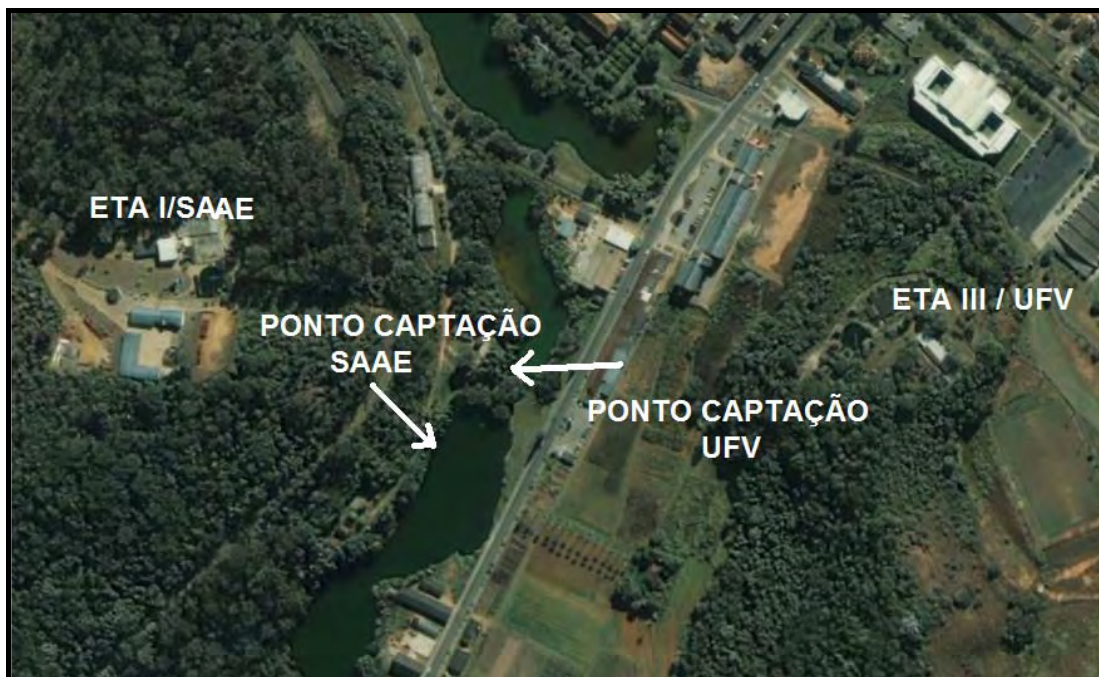 ETA I/SAAE
PONTO CAPTAÇÃO
SAAE
ETA III / UFV
PONTO CAPTAÇÃO
UFV